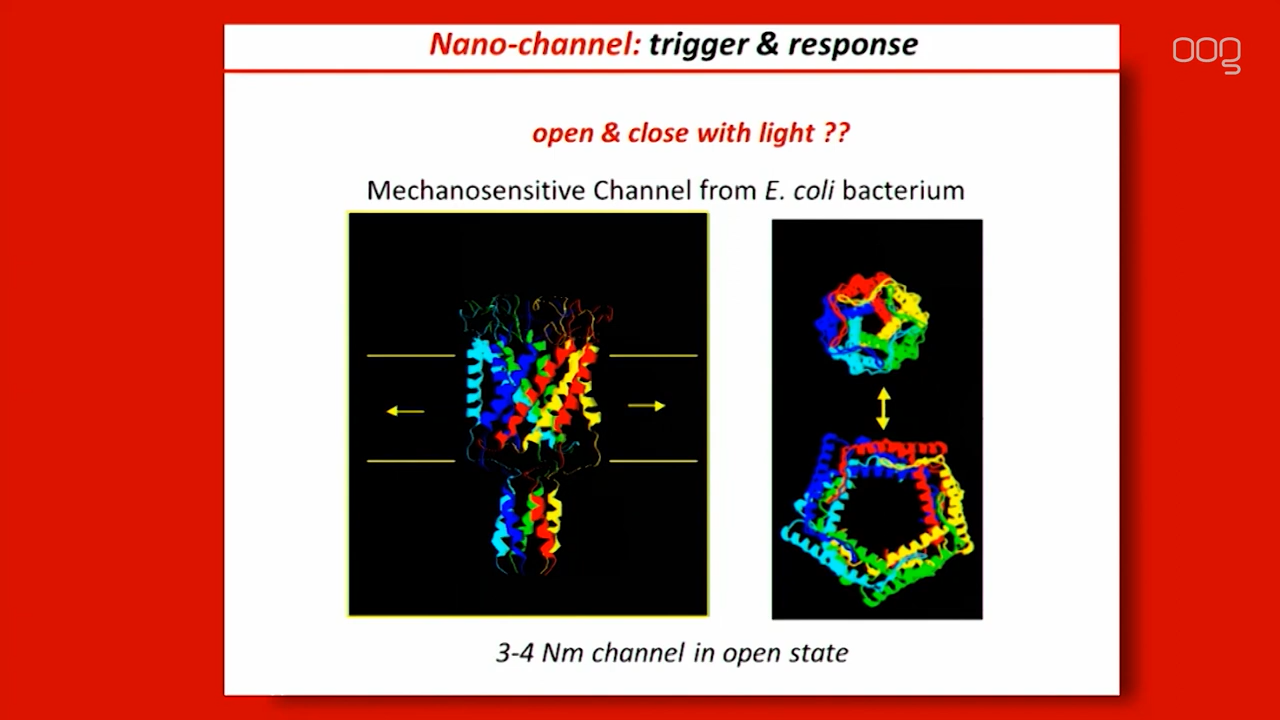 Nano-channel: trigger & response
oong
open & close with light ??
Mechanosensitive Channel from E. coli bacterium
3-4 Nm channel in open state